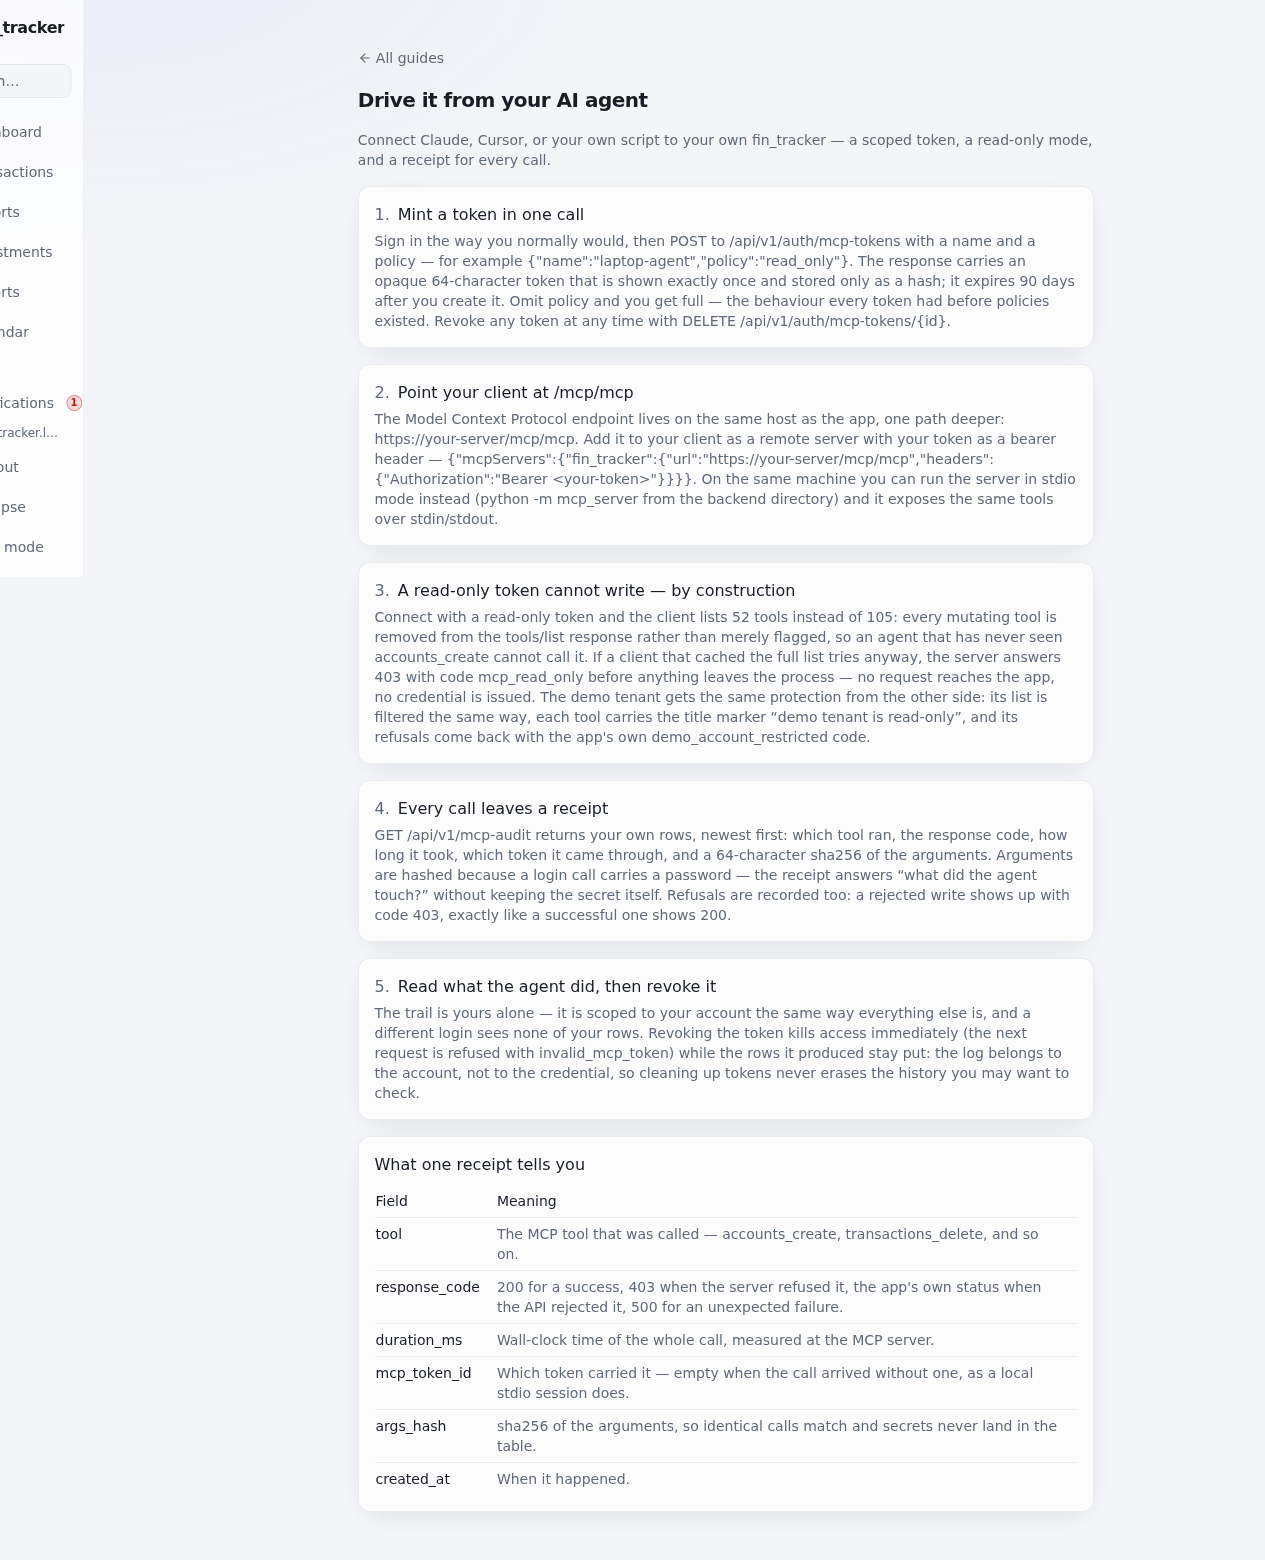 _tracker
n...
board
sactions
rts
stments
rts
ndar
ications 1
tracker.l...
out
pse
mode
← All guides
Drive it from your AI agent
Connect Claude, Cursor, or your own script to your own fin_tracker — a scoped token, a read-only mode,
and a receipt for every call.
1. Mint a token in one call
Sign in the way you normally would, then POST to /api/v1/auth/mcp-tokens with a name and a
policy — for example {"name":"laptop-agent","policy":"read_only"}. The response carries an
opaque 64-character token that is shown exactly once and stored only as a hash; it expires 90 days
after you create it. Omit policy and you get full — the behaviour every token had before policies
existed. Revoke any token at any time with DELETE /api/v1/auth/mcp-tokens/{id}.
2. Point your client at /mcp/mcp
The Model Context Protocol endpoint lives on the same host as the app, one path deeper:
https://your-server/mcp/mcp. Add it to your client as a remote server with your token as a bearer
header — {"mcpServers":{"fin_tracker":{"url":"https://your-server/mcp/mcp","headers":
{"Authorization":"Bearer <your-token>"}}}}. On the same machine you can run the server in stdio
mode instead (python -m mcp_server from the backend directory) and it exposes the same tools
over stdin/stdout.
3. A read-only token cannot write — by construction
Connect with a read-only token and the client lists 52 tools instead of 105: every mutating tool is
removed from the tools/list response rather than merely flagged, so an agent that has never seen
accounts_create cannot call it. If a client that cached the full list tries anyway, the server answers
403 with code mcp_read_only before anything leaves the process — no request reaches the app,
no credential is issued. The demo tenant gets the same protection from the other side: its list is
filtered the same way, each tool carries the title marker “demo tenant is read-only”, and its
refusals come back with the app's own demo_account_restricted code.
4. Every call leaves a receipt
GET /api/v1/mcp-audit returns your own rows, newest first: which tool ran, the response code, how
long it took, which token it came through, and a 64-character sha256 of the arguments. Arguments
are hashed because a login call carries a password — the receipt answers “what did the agent
touch?” without keeping the secret itself. Refusals are recorded too: a rejected write shows up with
code 403, exactly like a successful one shows 200.
5. Read what the agent did, then revoke it
The trail is yours alone — it is scoped to your account the same way everything else is, and a
different login sees none of your rows. Revoking the token kills access immediately (the next
request is refused with invalid_mcp_token) while the rows it produced stay put: the log belongs to
the account, not to the credential, so cleaning up tokens never erases the history you may want to
check.
What one receipt tells you
Field Meaning
tool The MCP tool that was called — accounts_create, transactions_delete, and so
on.
response_code 200 for a success, 403 when the server refused it, the app's own status when
the API rejected it, 500 for an unexpected failure.
duration_ms Wall-clock time of the whole call, measured at the MCP server.
mcp_token_id Which token carried it — empty when the call arrived without one, as a local
stdio session does.
args_hash sha256 of the arguments, so identical calls match and secrets never land in the
table.
created_at When it happened.